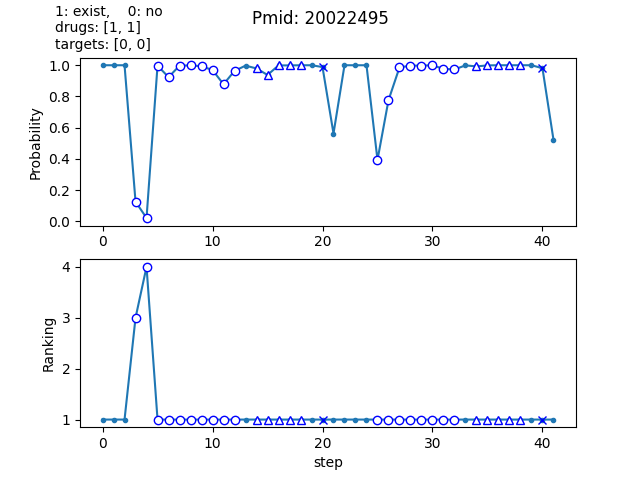 1: exist,    0: no
Pmid: 20022495
drugs: [1, 1]
targets: [0, 0]
1.0
0.8
0.6
0.4
0.2
0.0
Probability
0 10 20 30 40
4
3
2
1
Ranking
0 10 20 30 40
step